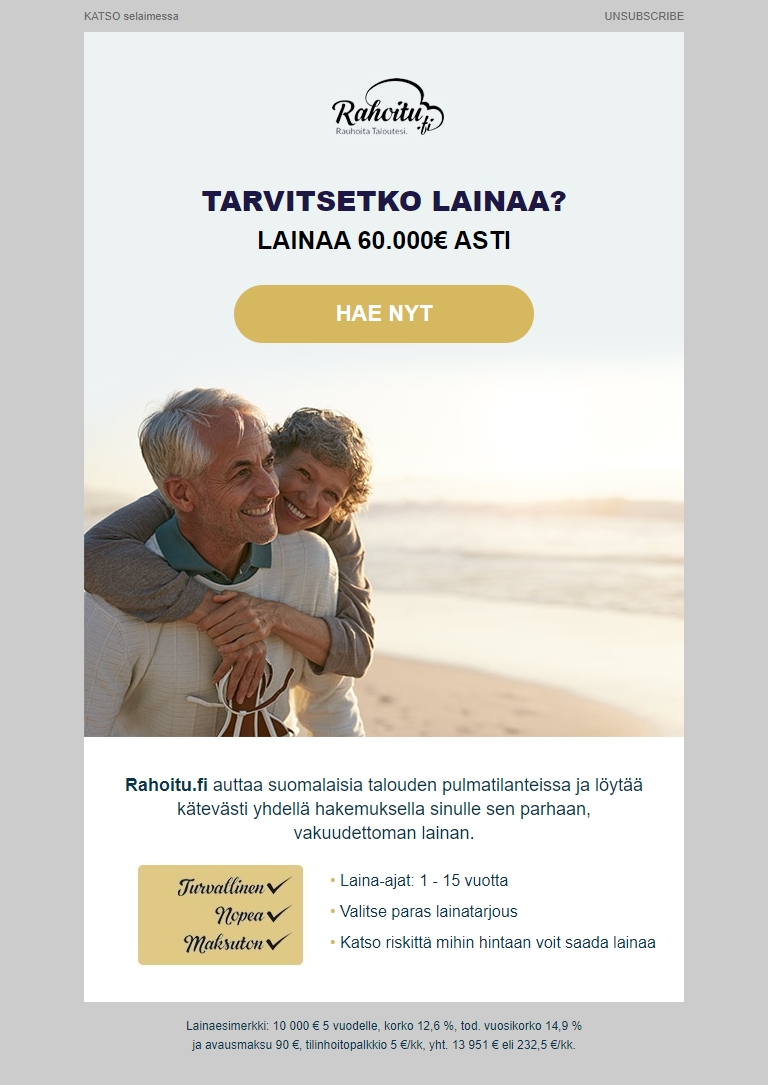 KATSO selaimessa
UNSUBSCRIBE
Rahoitu.fi
Rauhoita Taloutesi.
TARVITSETKO LAINAA?
LAINAA 60.000€ ASTI
HAE NYT
Rahoitu.fi auttaa suomalaisia talouden pulmatilanteissa ja löytää
kätevästi yhdellä hakemuksella sinulle sen parhaan,
vakuudettoman lainan.
Turvallinen ✓
Nopea ✓
Maksuton ✓
• Laina-ajat: 1 - 15 vuotta
• Valitse paras lainatarjous
• Katso riskittä mihin hintaan voit saada lainaa
Lainaesimerkki: 10 000 € 5 vuodelle, korko 12,6 %, tod. vuosikorko 14,9 %
ja avausmaksu 90 €, tilinhoitopalkkio 5 €/kk, yht. 13 951 € eli 232,5 €/kk.